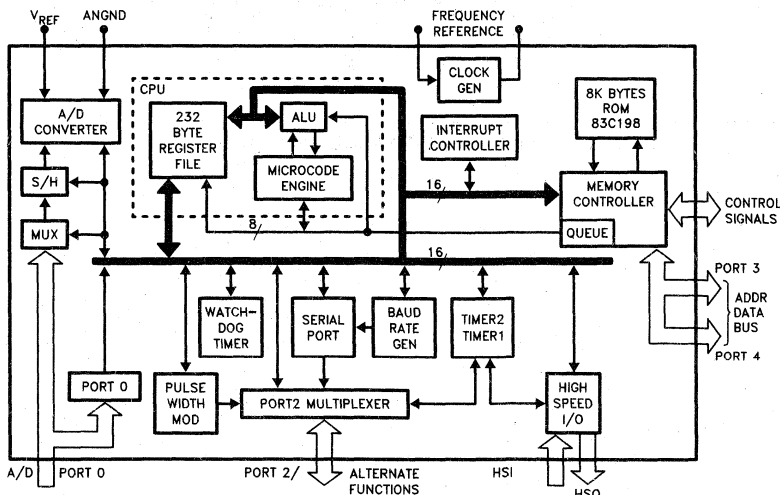 VREF
ANGND
FREQUENCY
REFERENCE
CPU
CLOCK
GEN
A/D
CONVERTER
232
BYTE
REGISTER
FILE
ALU
MICROCODE
ENGINE
INTERRUPT
CONTROLLER
8K BYTES
ROM
83C198
S/H
MUX
16
MEMORY
CONTROLLER
QUEUE
CONTROL
SIGNALS
8
16
PORT 3
ADDR
DATA
BUS
PORT 4
WATCH-
DOG
TIMER
SERIAL
PORT
BAUD
RATE
GEN
TIMER2
TIMER1
PORT 0
PULSE
WIDTH
MOD
PORT2 MULTIPLEXER
HIGH
SPEED
I/O
A/D
PORT 0
PORT 2/
ALTERNATE
FUNCTIONS
HSI
HSO